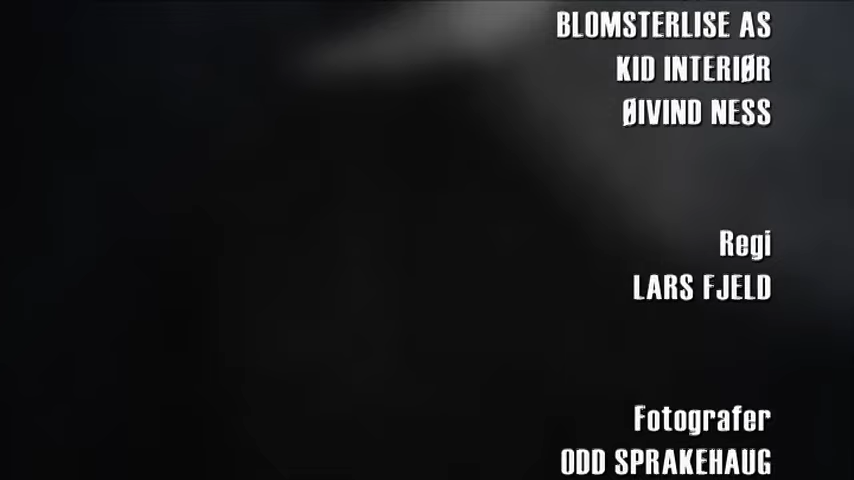 BLOMSTERLISE AS
KID INTERIØR
ØIVIND NESS
Regi
LARS FJELD
Fotografer
ODD SPRAKEHAUG